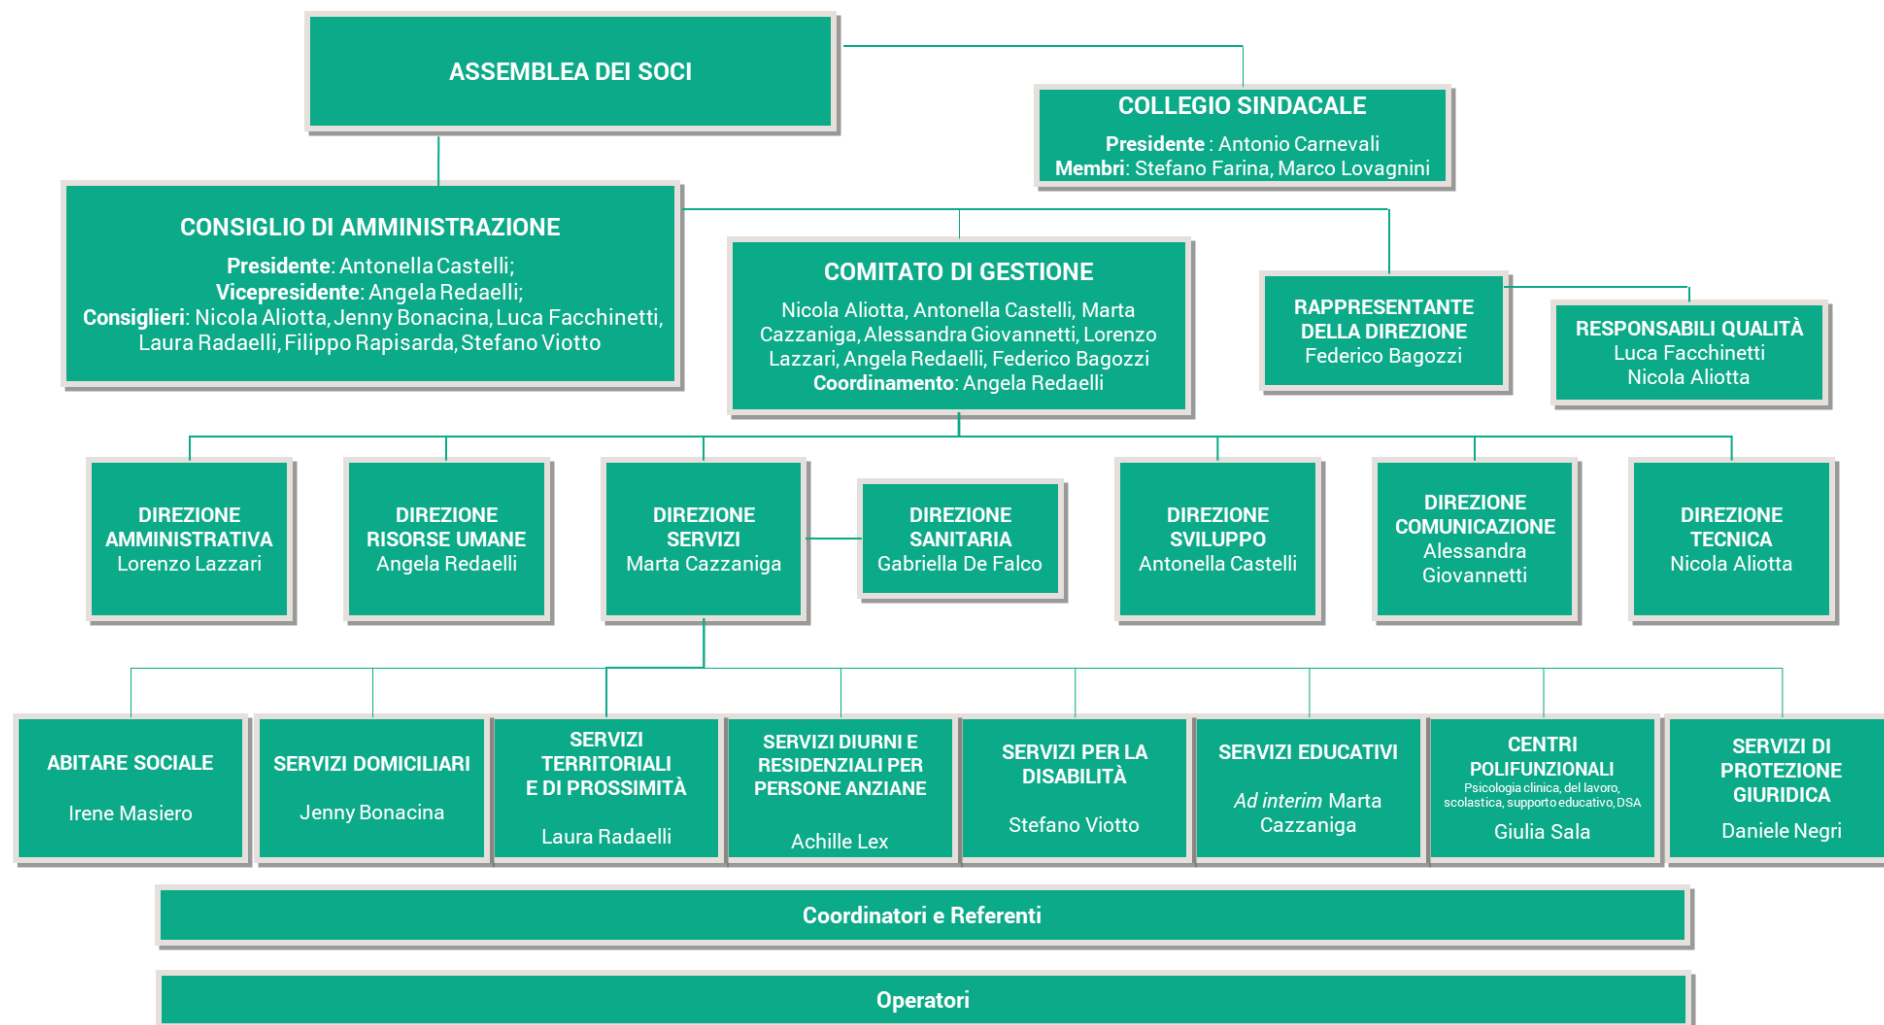 ASSEMBLEA DEI SOCI
COLLEGIO SINDACALE
Presidente : Antonio Carnevali
Membri: Stefano Farina, Marco Lovagnini
CONSIGLIO DI AMMINISTRAZIONE
Presidente: Antonella Castelli;
Vicepresidente: Angela Redaelli;
Consiglieri: Nicola Aliotta, Jenny Bonacina, Luca Facchinetti,
Laura Radaelli, Filippo Rapisarda, Stefano Viotto
COMITATO DI GESTIONE
Nicola Aliotta, Antonella Castelli, Marta
Cazzaniga, Alessandra Giovannetti, Lorenzo
Lazzari, Angela Redaelli, Federico Bagozzi
Coordinamento: Angela Redaelli
RAPPRESENTANTE
DELLA DIREZIONE
Federico Bagozzi
RESPONSABILI QUALITÀ
Luca Facchinetti
Nicola Aliotta
DIREZIONE
AMMINISTRATIVA
Lorenzo Lazzari
DIREZIONE
RISORSE UMANE
Angela Redaelli
DIREZIONE
SERVIZI
Marta Cazzaniga
DIREZIONE
SANITARIA
Gabriella De Falco
DIREZIONE
SVILUPPO
Antonella Castelli
DIREZIONE
COMUNICAZIONE
Alessandra
Giovannetti
DIREZIONE
TECNICA
Nicola Aliotta
ABITARE SOCIALE
Irene Masiero
SERVIZI DOMICILIARI
Jenny Bonacina
SERVIZI
TERRITORIALI
E DI PROSSIMITÀ
Laura Radaelli
SERVIZI DIURNI E
RESIDENZIALI PER
PERSONE ANZIANE
Achille Lex
SERVIZI PER LA
DISABILITÀ
Stefano Viotto
SERVIZI EDUCATIVI
Ad interim Marta
Cazzaniga
CENTRI
POLIFUNZIONALI
Psicologia clinica, del lavoro,
scolastica, supporto educativo, DSA
Giulia Sala
SERVIZI DI
PROTEZIONE
GIURIDICA
Daniele Negri
Coordinatori e Referenti
Operatori